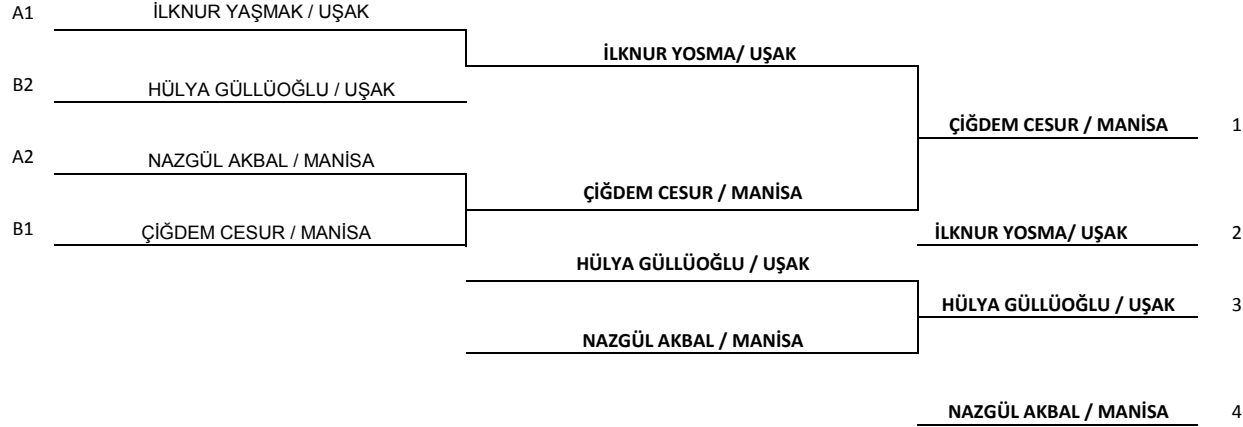 A1 İLKNUR YAŞMAK / UŞAK
İLKNUR YOSMA/ UŞAK
B2 HÜLYA GÜLLÜOĞLU / UŞAK
ÇİĞDEM CESUR / MANİSA 1
A2 NAZGÜL AKBAL / MANİSA
ÇİĞDEM CESUR / MANİSA
B1 ÇİĞDEM CESUR / MANİSA
İLKNUR YOSMA/ UŞAK 2
HÜLYA GÜLLÜOĞLU / UŞAK
HÜLYA GÜLLÜOĞLU / UŞAK 3
NAZGÜL AKBAL / MANİSA
NAZGÜL AKBAL / MANİSA 4